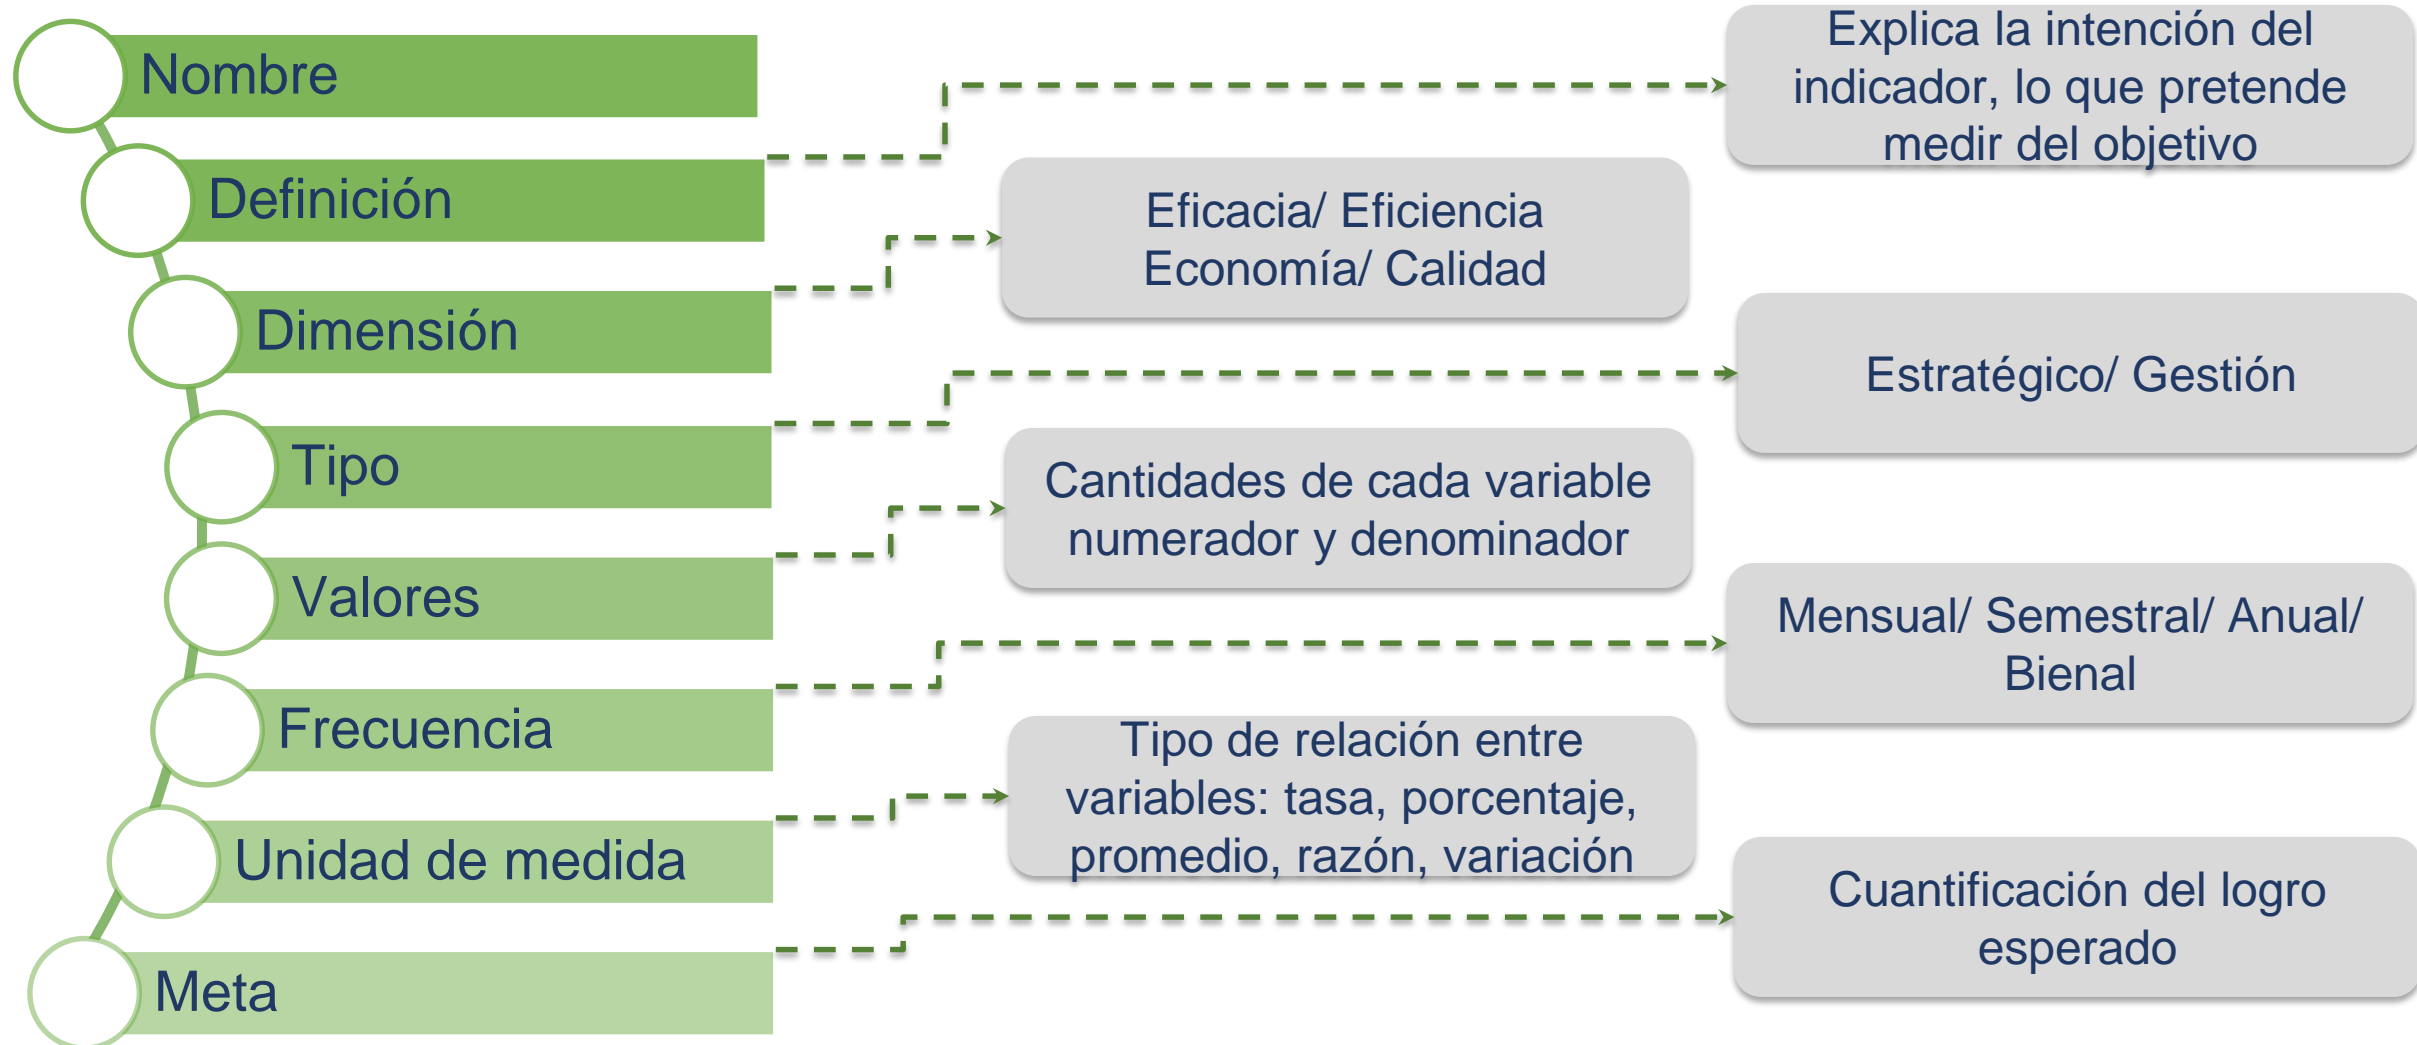 Nombre
Definición
Explica la intención del
indicador, lo que pretende
medir del objetivo
Dimensión
Eficacia/ Eficiencia
Economía/ Calidad
Tipo
Estratégico/ Gestión
Valores
Cantidades de cada variable
numerador y denominador
Frecuencia
Mensual/ Semestral/ Anual/
Bienal
Unidad de medida
Tipo de relación entre
variables: tasa, porcentaje,
promedio, razón, variación
Meta
Cuantificación del logro
esperado